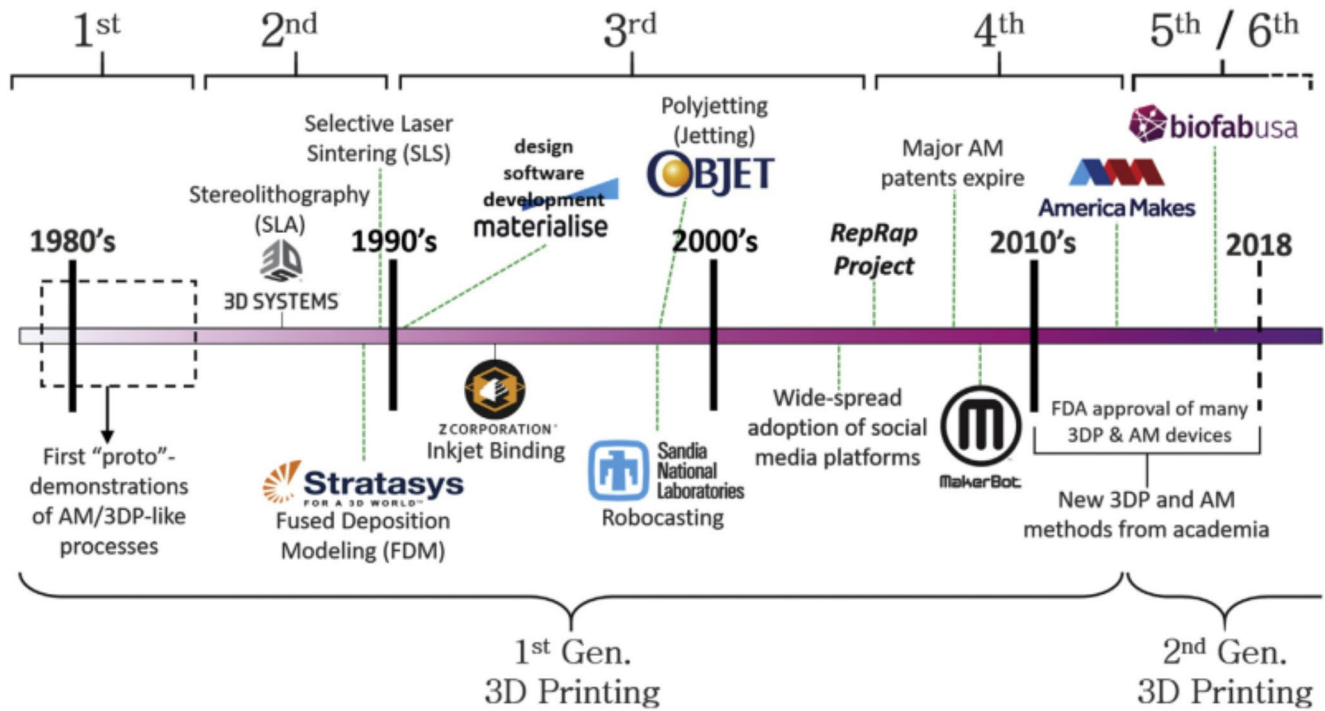 1st
2nd
3rd
4th
5th / 6th
Selective Laser
Sintering (SLS)
design
software
development
materialise
Polyjetting
(Jetting)
OBJET
Major AM
patents expire
biofabusa
America Makes
Stereolithography
(SLA)
3D SYSTEMS
1980's
1990's
2000's
RepRap
Project
2010's
2018
First "proto"-
demonstrations
of AM/3DP-like
processes
Stratasys
FOR A 3D WORLD™
Fused Deposition
Modeling (FDM)
Z CORPORATION
Inkjet Binding
Sandia
National
Laboratories
Robocasting
Wide-spread
adoption of social
media platforms
MakerBot
FDA approval of many
3DP & AM devices
New 3DP and AM
methods from academia
1st Gen.
3D Printing
2nd Gen.
3D Printing